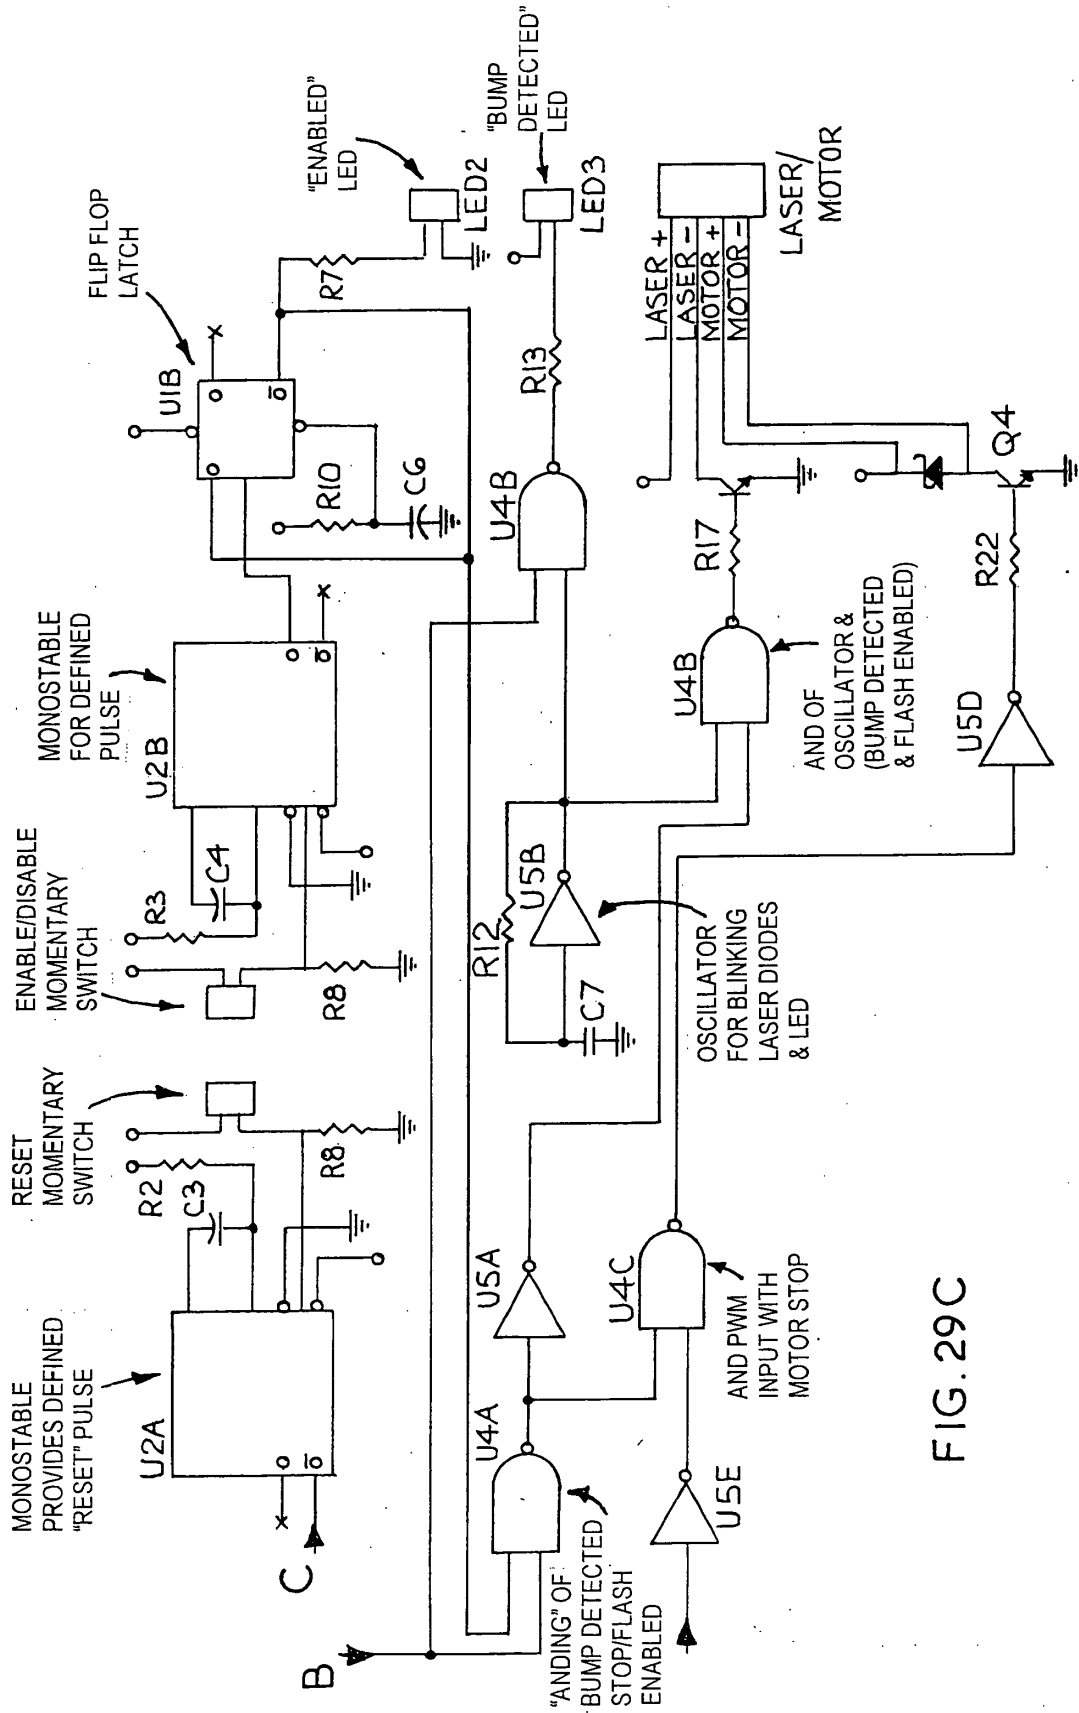 MONOSTABLE
PROVIDES DEFINED
"RESET" PULSE
U2A
O
O
C
X
RESET
MOMENTARY
SWITCH
R2
C3
R8
ENABLE/DISABLE
MOMENTARY
SWITCH
R3
C4
R8
MONOSTABLE
FOR DEFINED
PULSE
U2B
O
O
X
FLIP FLOP
LATCH
U1B
O
O
O
X
R10
C6
R7
"ENABLED"
LED
LED2
"BUMP
DETECTED"
LED
LED3
R13
U4B
B
U4A
"ANDING" OF
BUMP DETECTED
STOP/FLASH
ENABLED
U5A
U5E
U4C
AND PWM
INPUT WITH
MOTOR STOP
R12
U5B
C7
OSCILLATOR
FOR BLINKING
LASER DIODES
& LED
U4B
AND OF
OSCILLATOR &
(BUMP DETECTED
& FLASH ENABLED)
R17
U5D
R22
Q4
LASER +
LASER -
MOTOR +
MOTOR -
LASER/
MOTOR
FIG. 29C